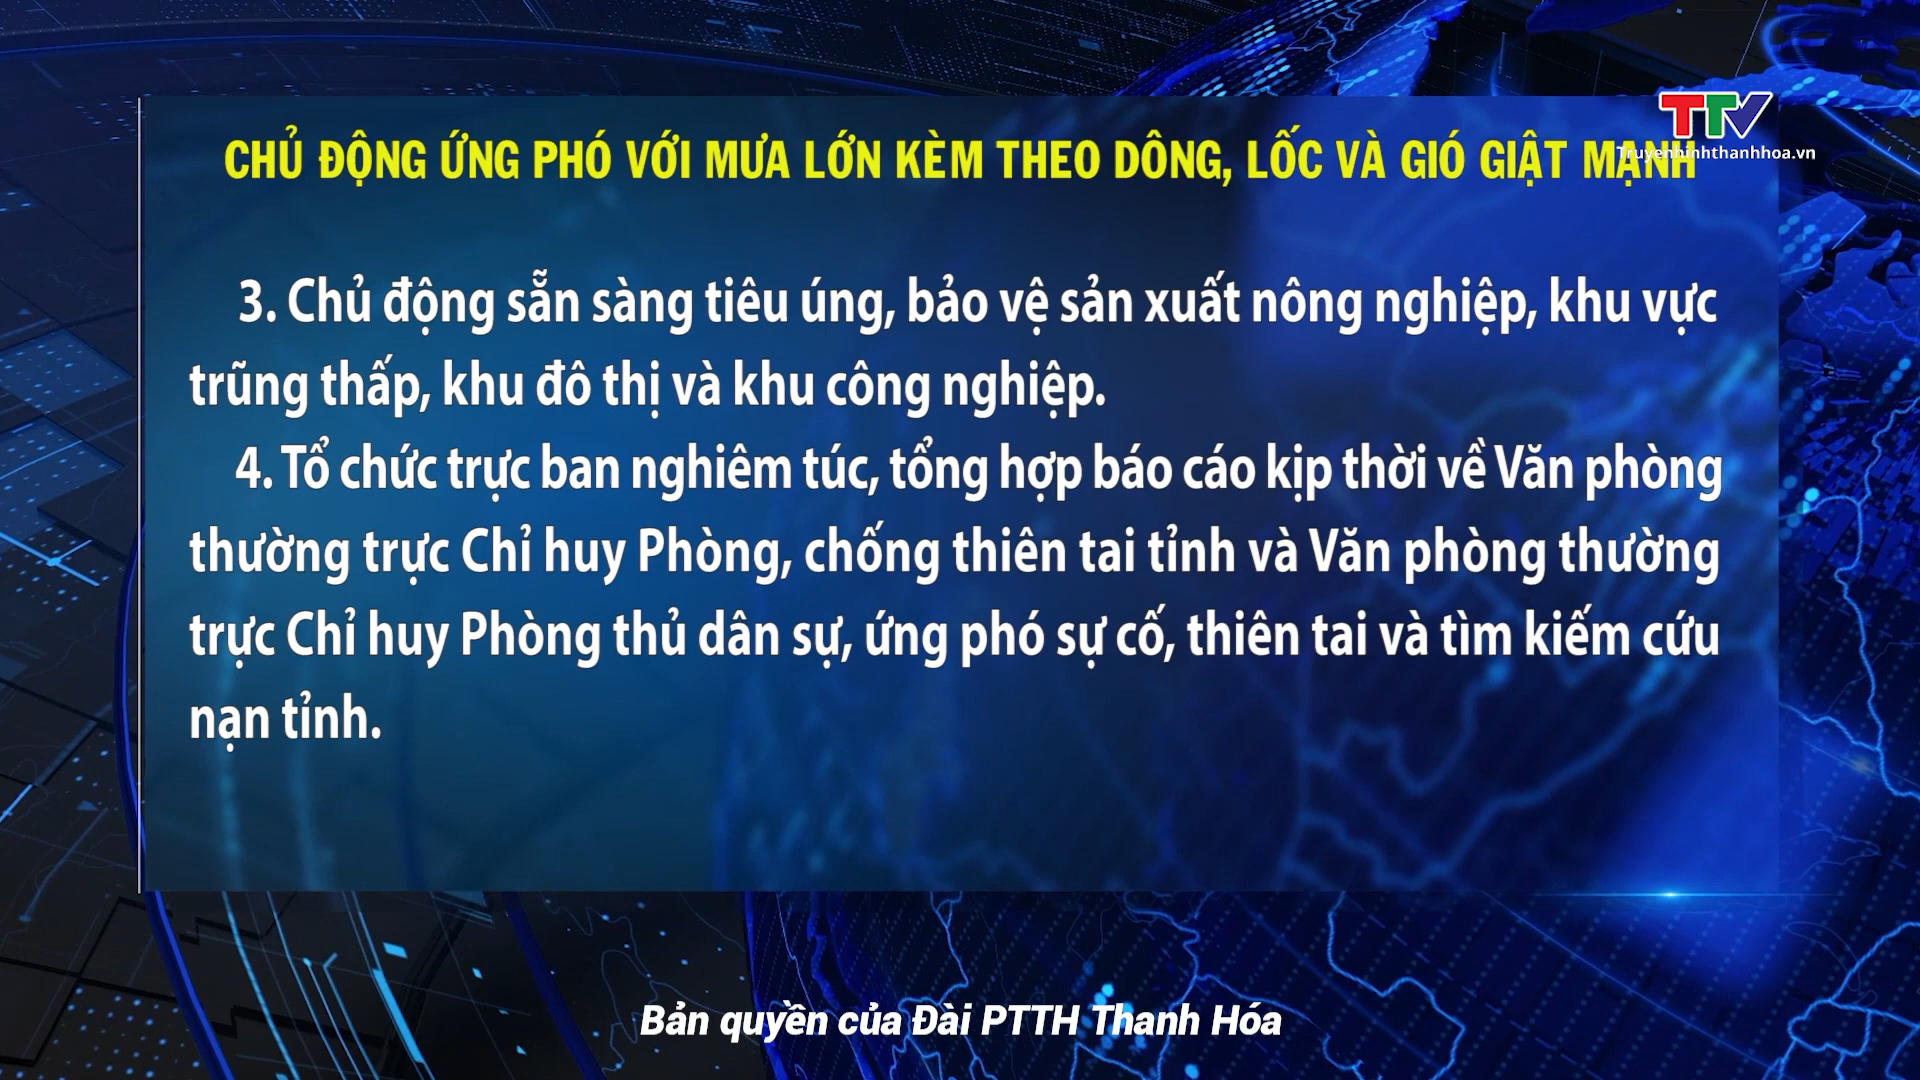 TTV
CHỦ ĐỘNG ỨNG PHÓ VỚI MƯA LỚN KÈM THEO DÔNG, LỐC VÀ GIÓ GIẬT MẠNH
Truyenhinhthanhhoa.vn
3. Chủ động sẵn sàng tiêu úng, bảo vệ sản xuất nông nghiệp, khu vực
trũng thấp, khu đô thị và khu công nghiệp.
4. Tổ chức trực ban nghiêm túc, tổng hợp báo cáo kịp thời về Văn phòng
thường trực Chỉ huy Phòng, chống thiên tai tỉnh và Văn phòng thường
trực Chỉ huy Phòng thủ dân sự, ứng phó sự cố, thiên tai và tìm kiếm cứu
nạn tỉnh.
Bản quyền của Đài PTTH Thanh Hóa